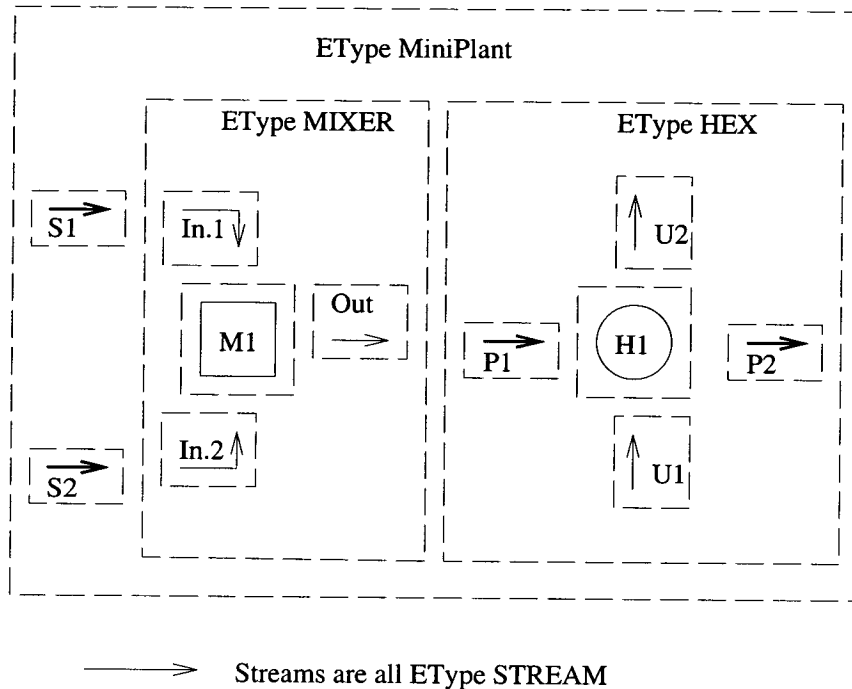 EType MiniPlant
EType MIXER
EType HEX
S1
In.1
U2
Out
M1
P1
H1
P2
In.2
S2
U1
Streams are all EType STREAM